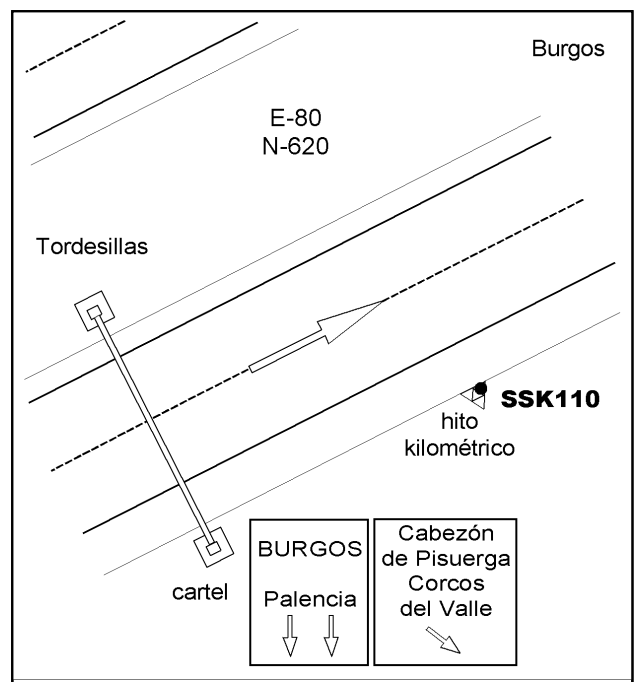 Burgos
E-80
N-620
Tordesillas
SSK110
hito
kilométrico
cartel
BURGOS
Palencia
Cabezón
de Pisuerga
Corcos
del Valle